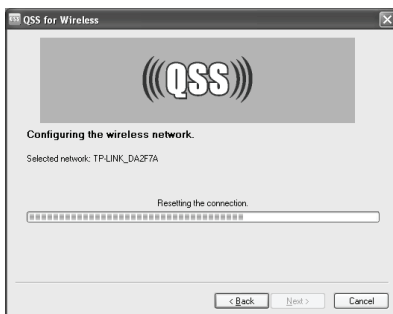 QSS for Wireless
(((QSS)))
Configuring the wireless network.
Selected network: TP-LINK_DA2F7A
Resetting the connection.
< Back
Next >
Cancel